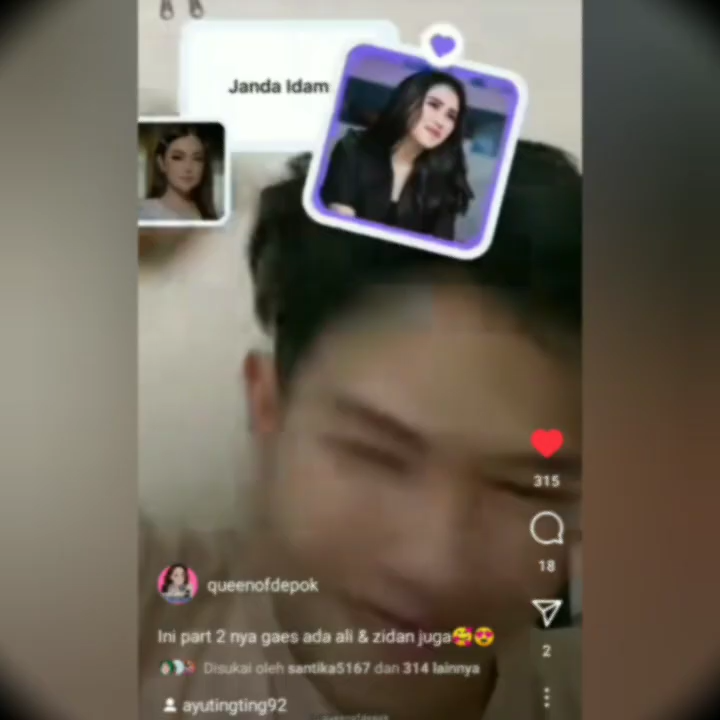 Janda Idam
315
18
queenofdepok
Ini part 2 nya gaes ada ali & zidan juga🥰😍
2
Disukai oleh santika5167 dan 314 lainnya
ayutingting92